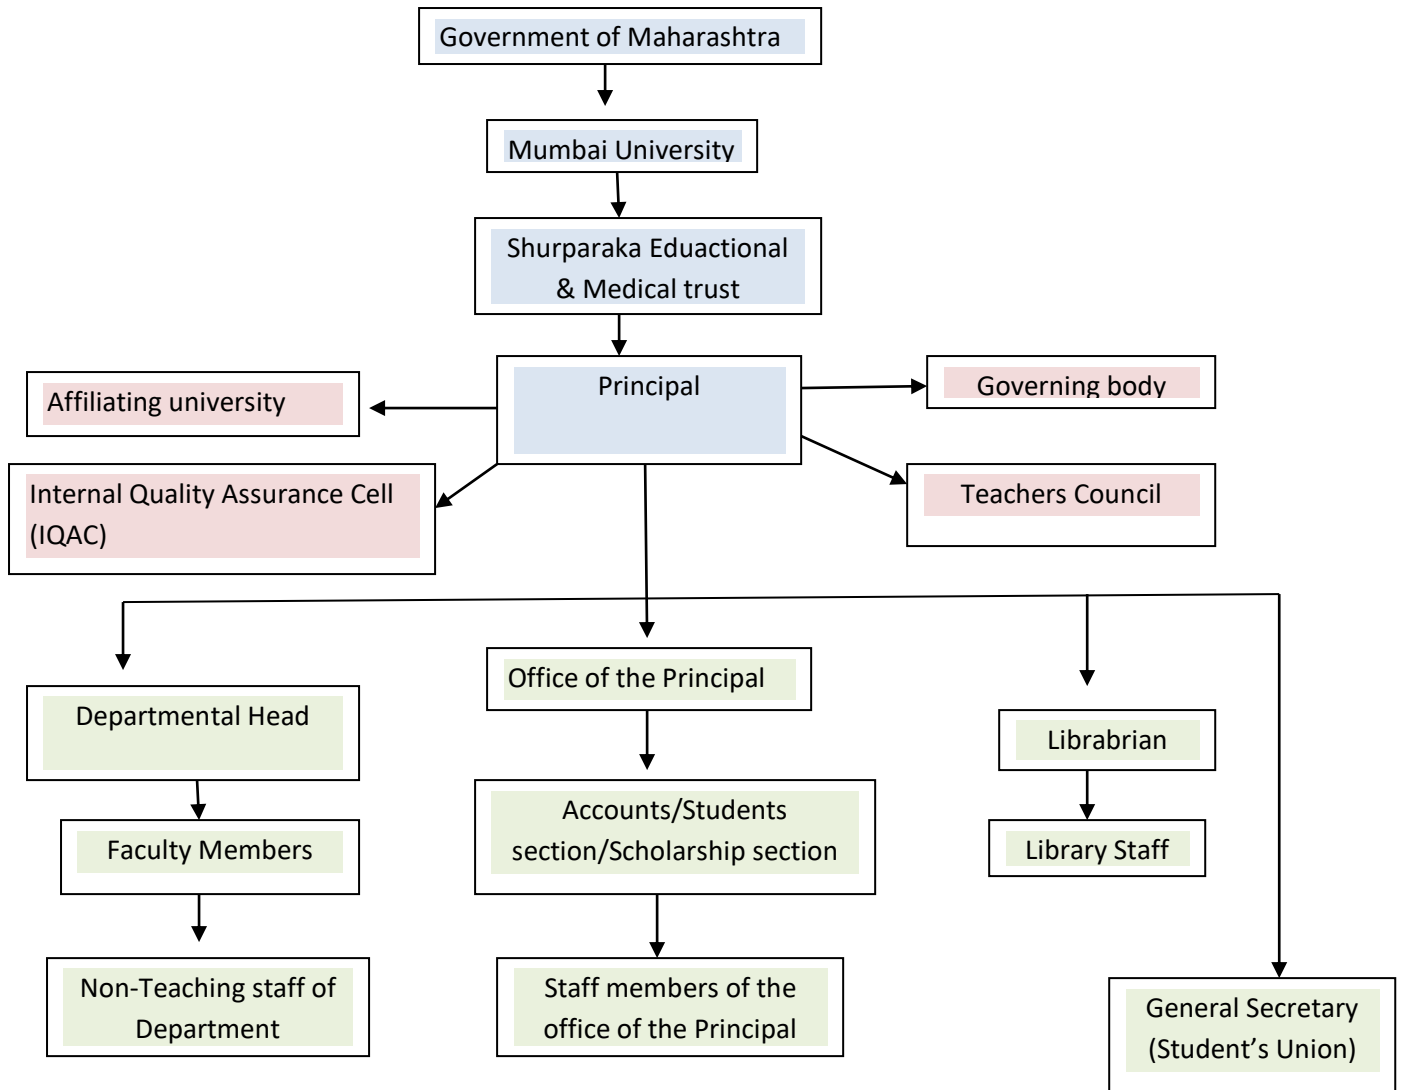 Government of Maharashtra
Mumbai University
Shurparaka Eduactional
& Medical trust
Principal
Governing body
Affiliating university
Internal Quality Assurance Cell
(IQAC)
Teachers Council
Office of the Principal
Departmental Head
Librabrian
Accounts/Students
section/Scholarship section
Faculty Members
Library Staff
Non-Teaching staff of
Department
Staff members of the
office of the Principal
General Secretary
(Student’s Union)